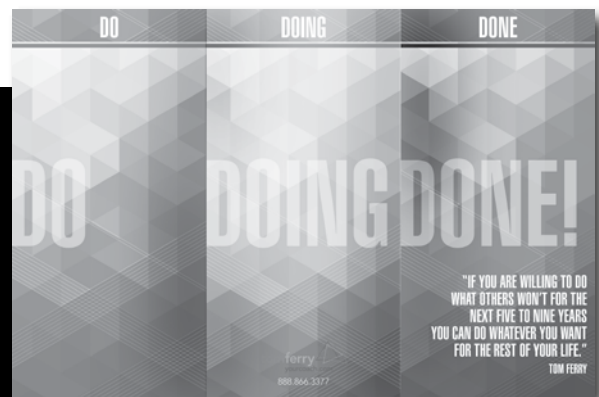 DO
DOING
DONE
DO
DOING
DONE!
"IF YOU ARE WILLING TO DO
WHAT OTHERS WON'T FOR THE
NEXT FIVE TO NINE YEARS
YOU CAN DO WHATEVER YOU WANT
FOR THE REST OF YOUR LIFE."
TOM FERRY
ferry
888.866.3377